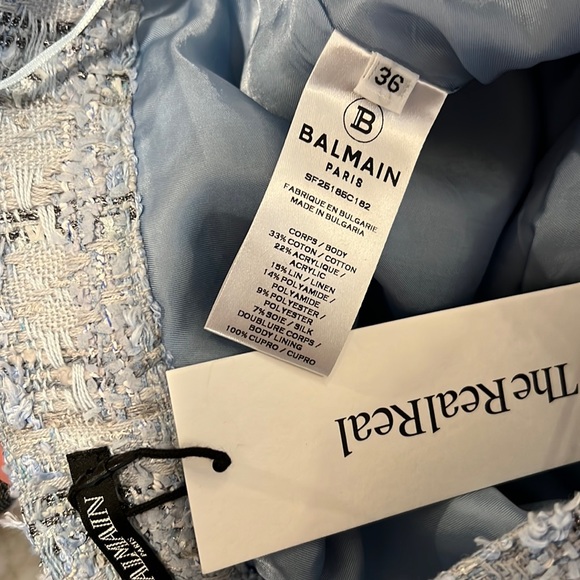 36
B
BALMAIN
PARIS
SF25185C182
FABRIQUE EN BULGARIE
MADE IN BULGARIA
CORPS / BODY
33% COTON / COTTON
22% ACRYLIQUE /
ACRYLIC
15% LIN / LINEN
14% POLYAMIDE /
POLYAMIDE
9% POLYESTER /
POLYESTER
7% SOIE / SILK
DOUBLURE CORPS /
BODY LINING
100% CUPRO / CUPRO
TheRealReal
BALMAIN
PARIS